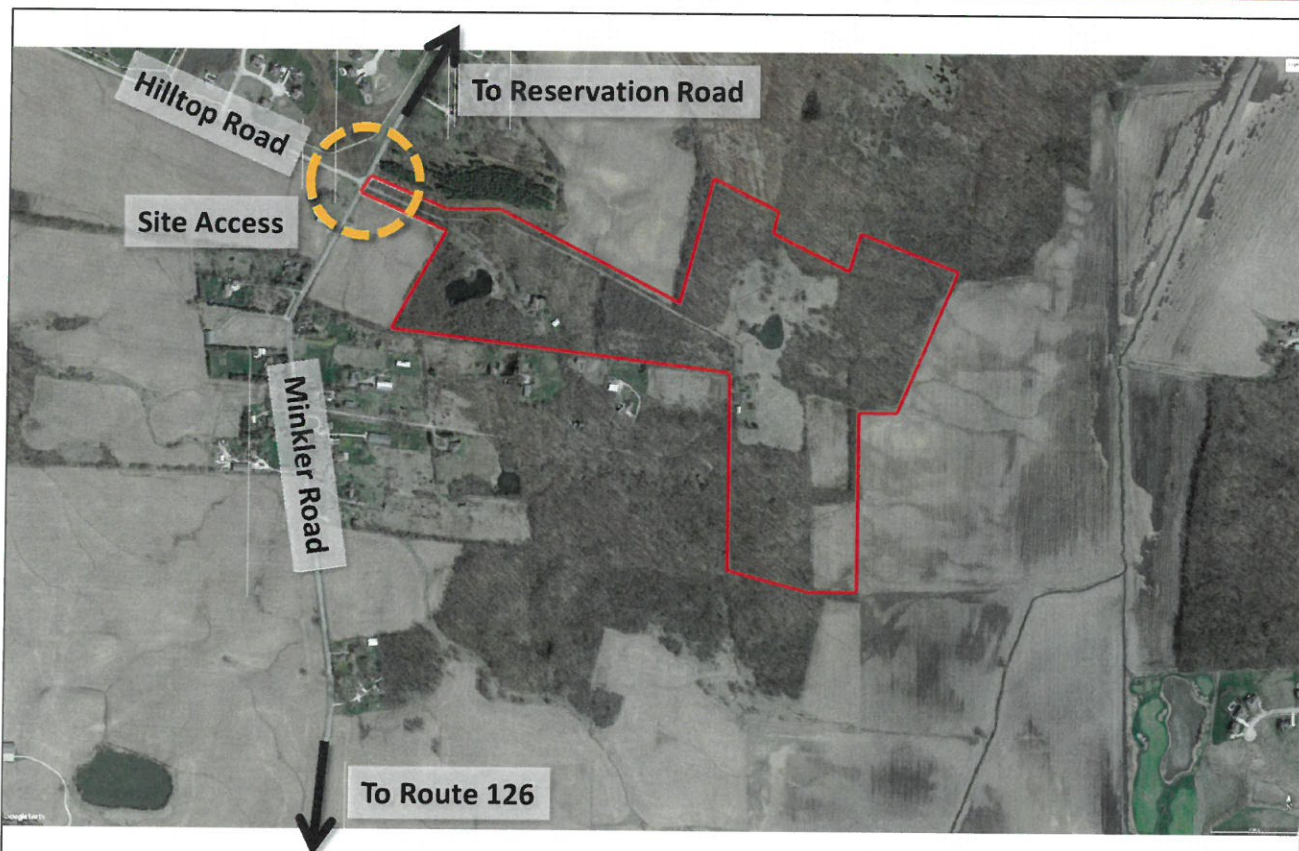 To Reservation Road
Hilltop Road
Site Access
Minkler Road
To Route 126